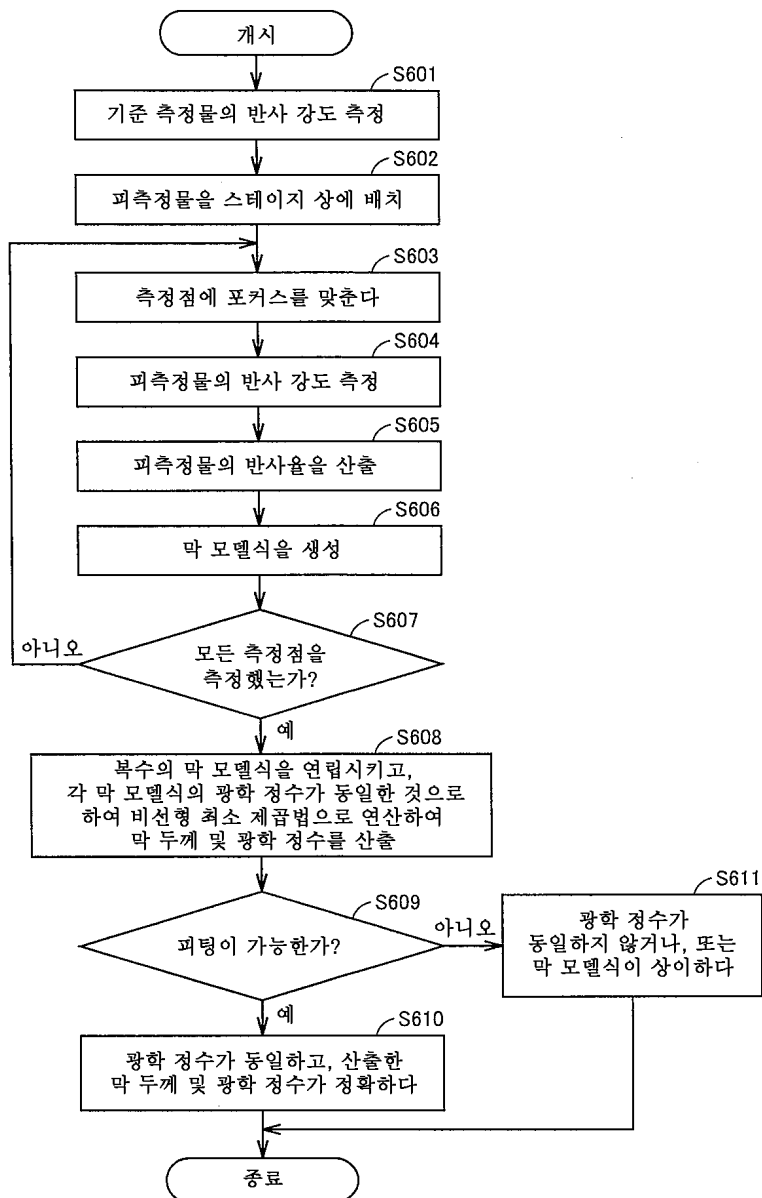 개시
S601
기준 측정물의 반사 강도 측정
S602
피측정물을 스테이지 상에 배치
S603
측정점에 포커스를 맞춘다
S604
피측정물의 반사 강도 측정
S605
피측정물의 반사율을 산출
S606
막 모델식을 생성
S607
아니오
모든 측정점을
측정했는가?
예
S608
복수의 막 모델식을 연립시키고,
각 막 모델식의 광학 정수가 동일한 것으로
하여 비선형 최소 제곱법으로 연산하여
막 두께 및 광학 정수를 산출
S609
피팅이 가능한가?
아니오
S611
광학 정수가
동일하지 않거나, 또는
막 모델식이 상이하다
예
S610
광학 정수가 동일하고, 산출한
막 두께 및 광학 정수가 정확하다
종료